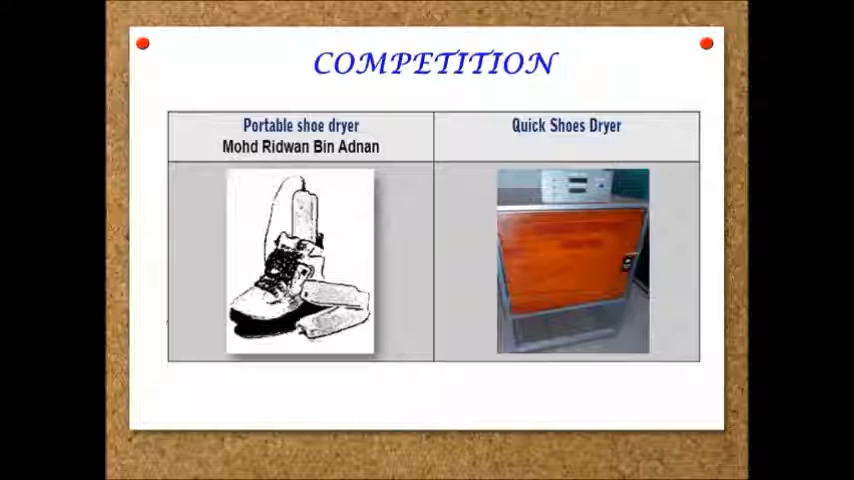 COMPETITION
Portable shoe dryer
Mohd Ridwan Bin Adnan
Quick Shoes Dryer